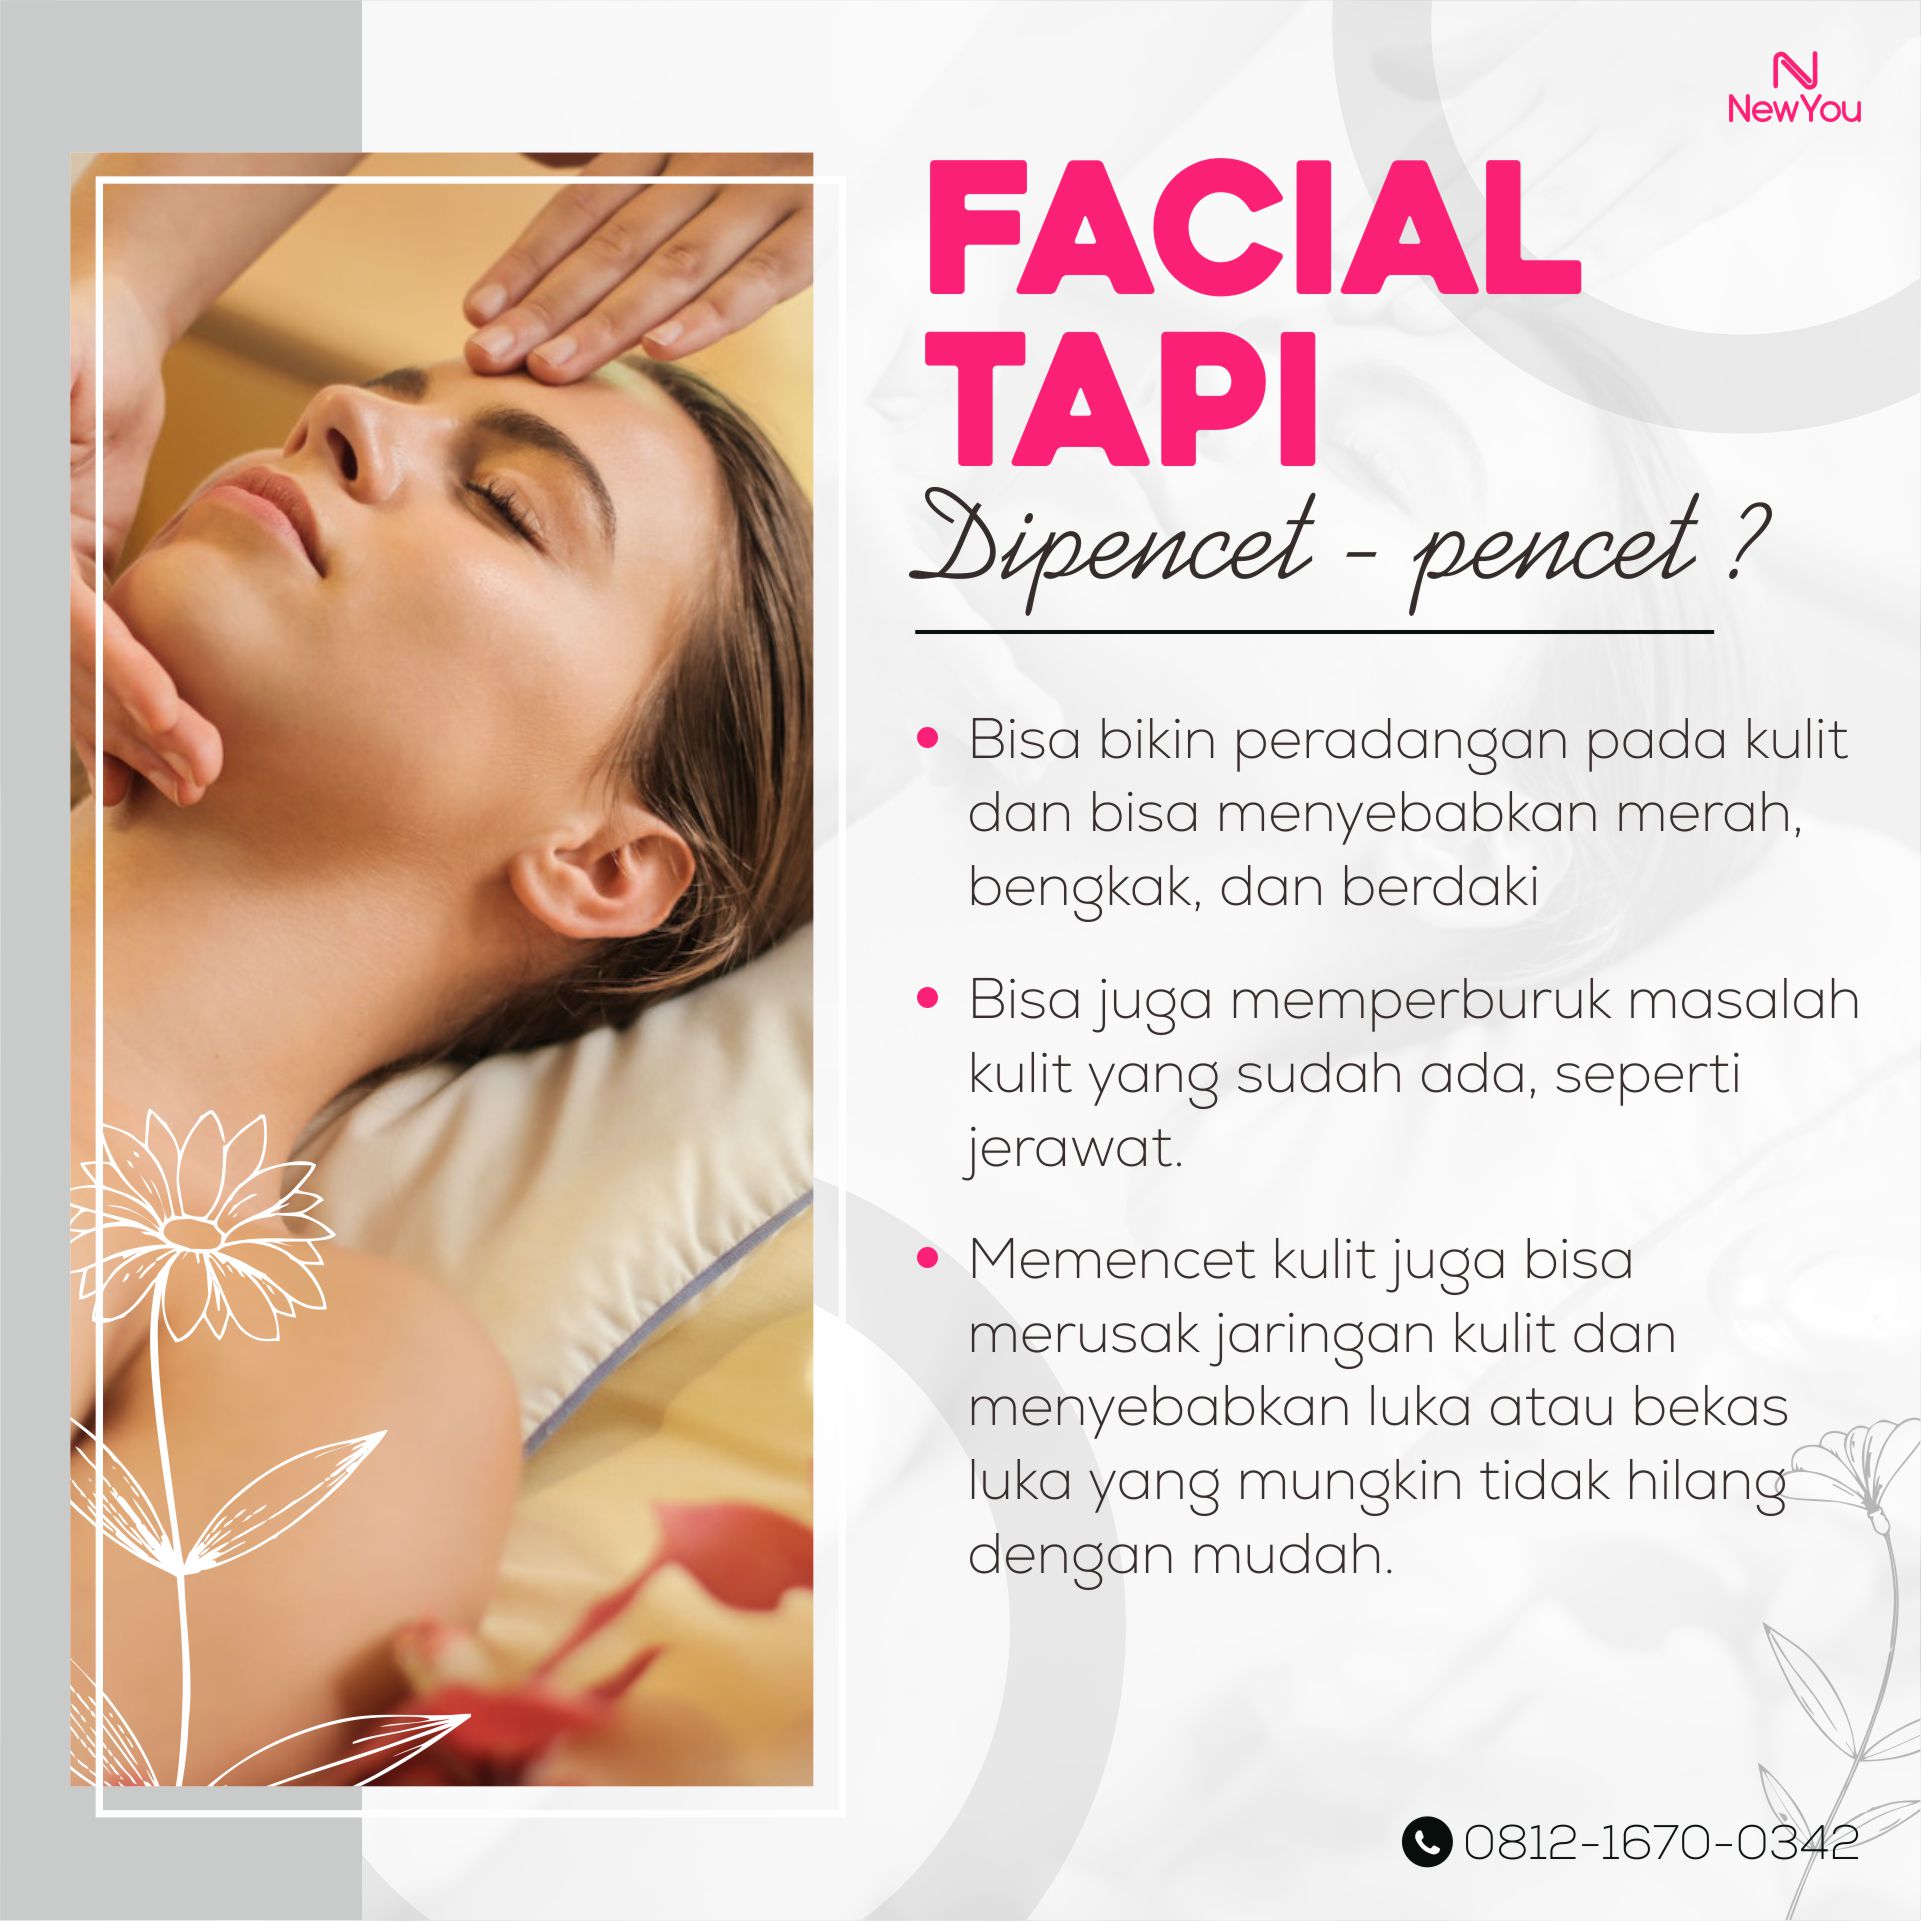 NewYou
FACIAL
TAPI
Dipencet - pencet ?
Bisa bikin peradangan pada kulit
dan bisa menyebabkan merah,
bengkak, dan berdaki
Bisa juga memperburuk masalah
kulit yang sudah ada, seperti
jerawat.
Memencet kulit juga bisa
merusak jaringan kulit dan
menyebabkan luka atau bekas
luka yang mungkin tidak hilang
dengan mudah.
0812-1670-0342